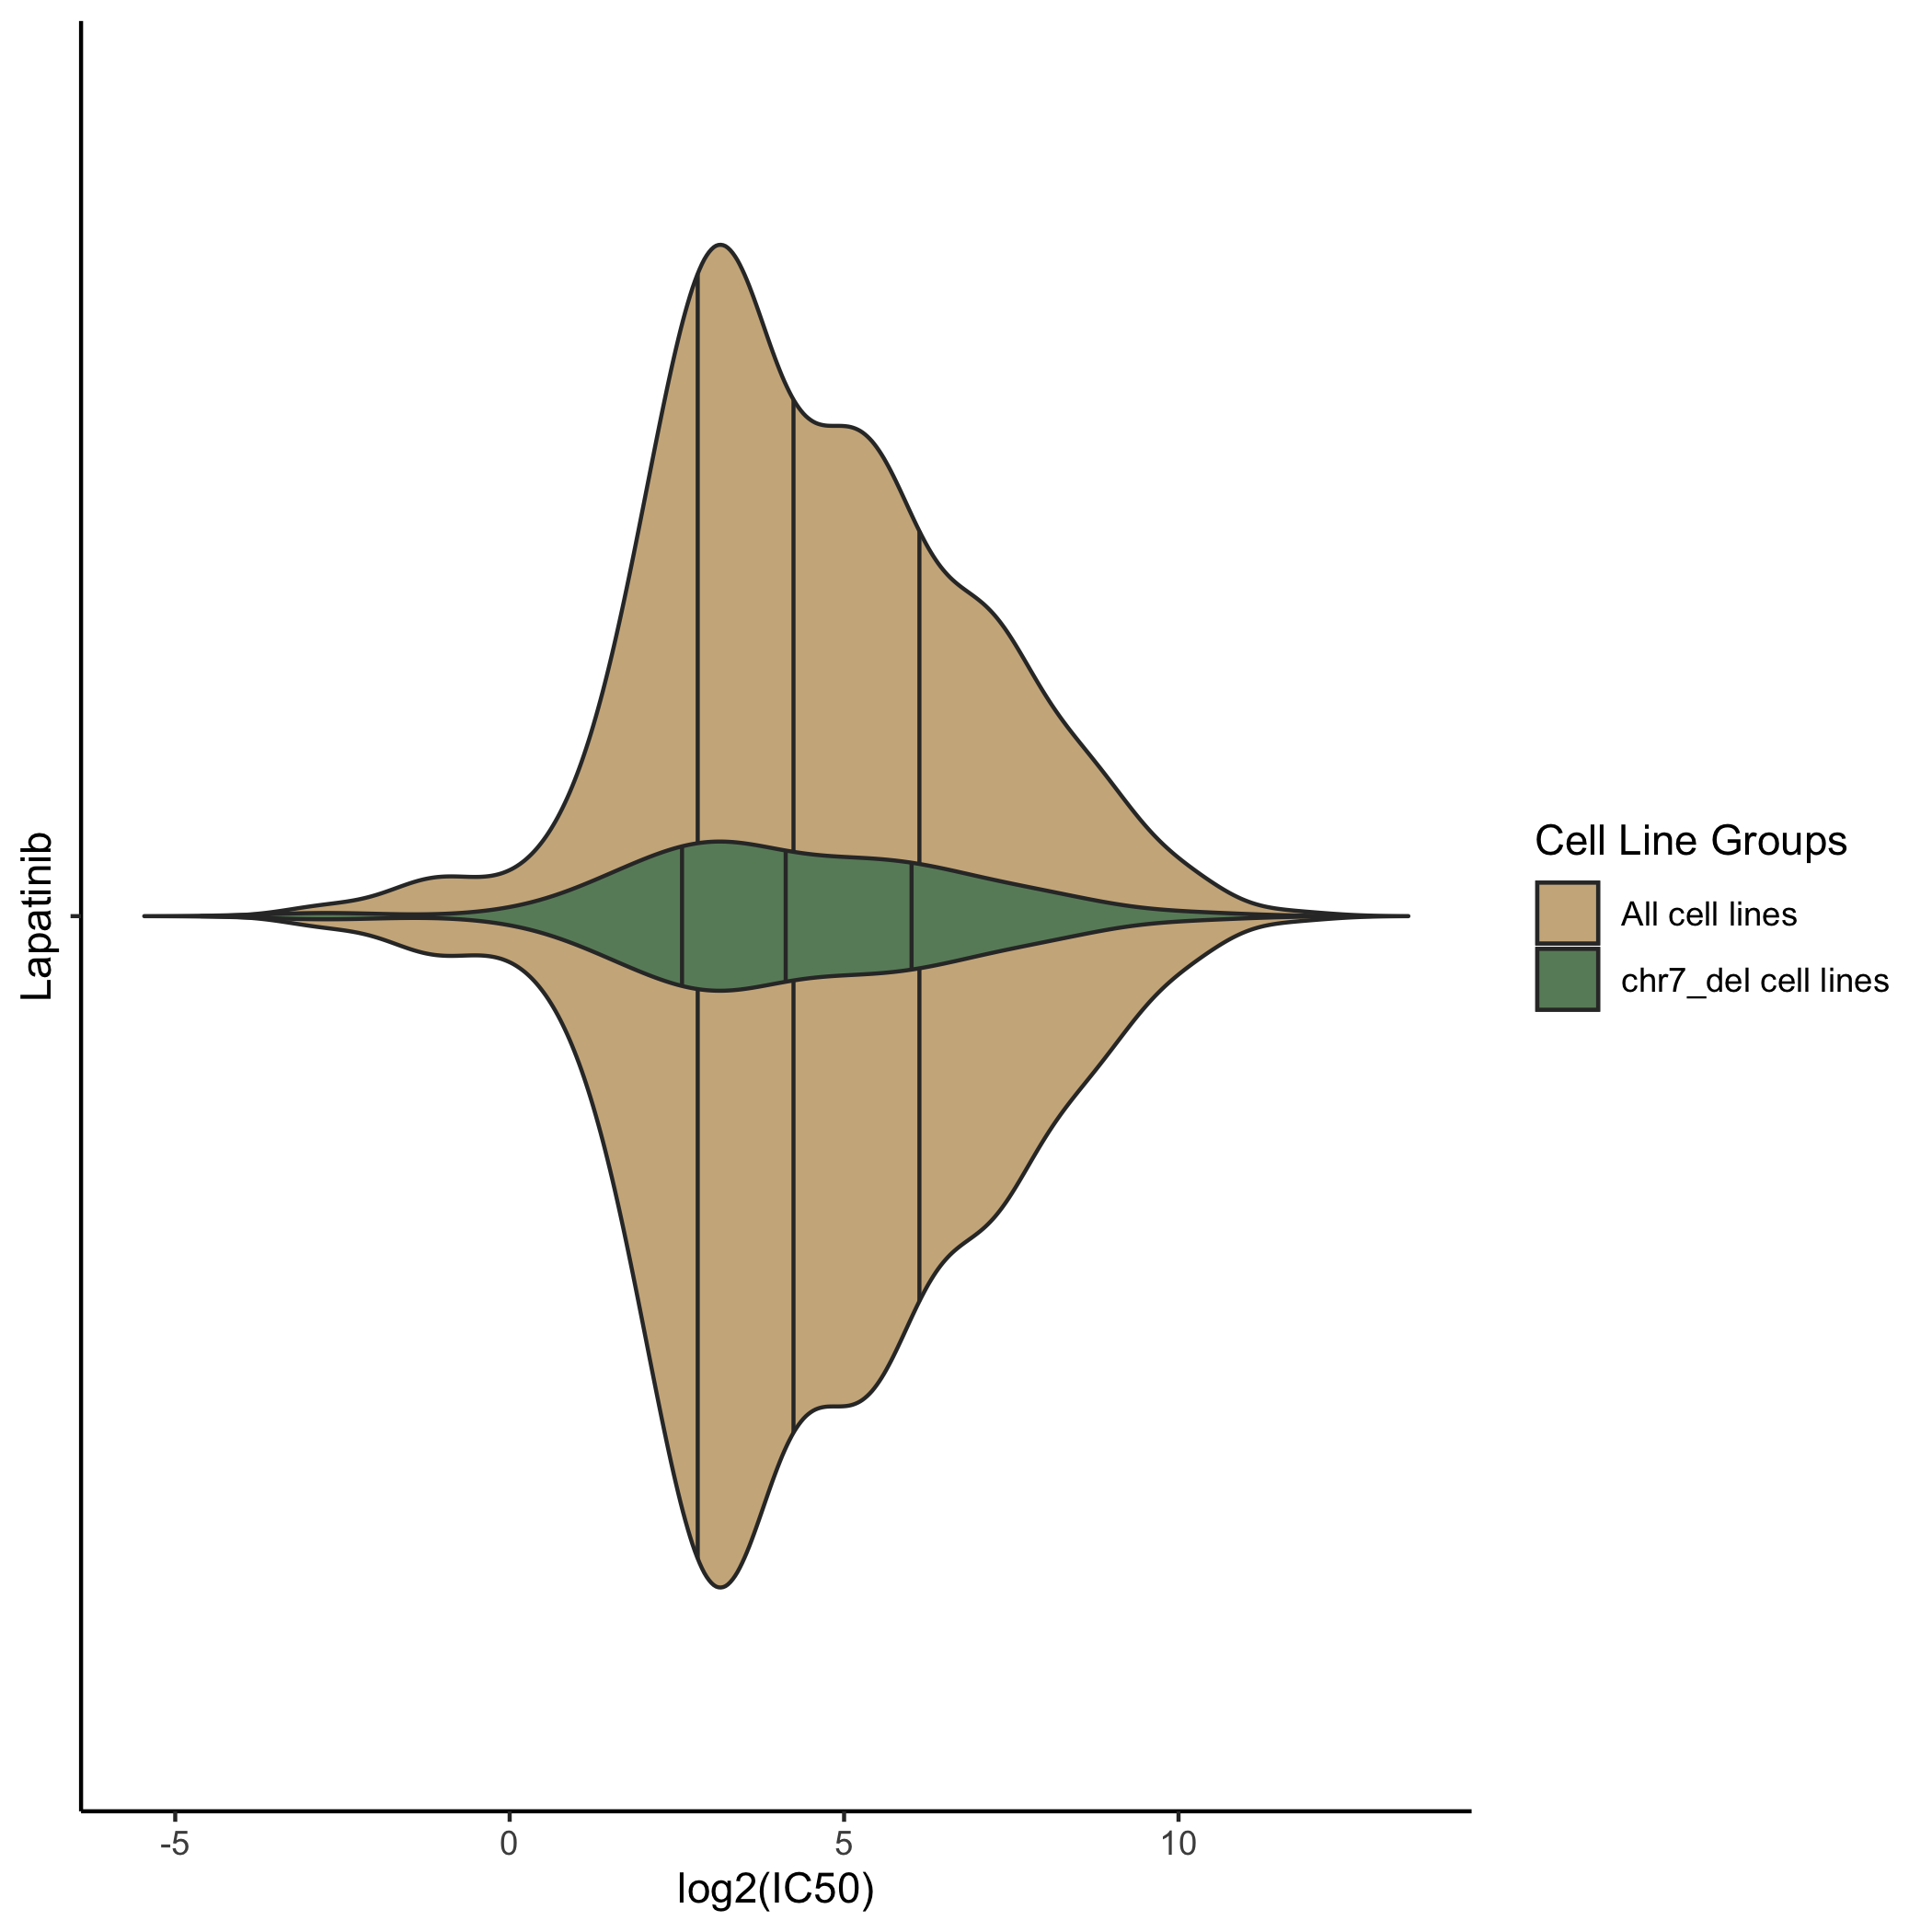 Lapatinib
Cell Line Groups
All cell lines
chr7_del cell lines
-5
0
5
10
log2(IC50)